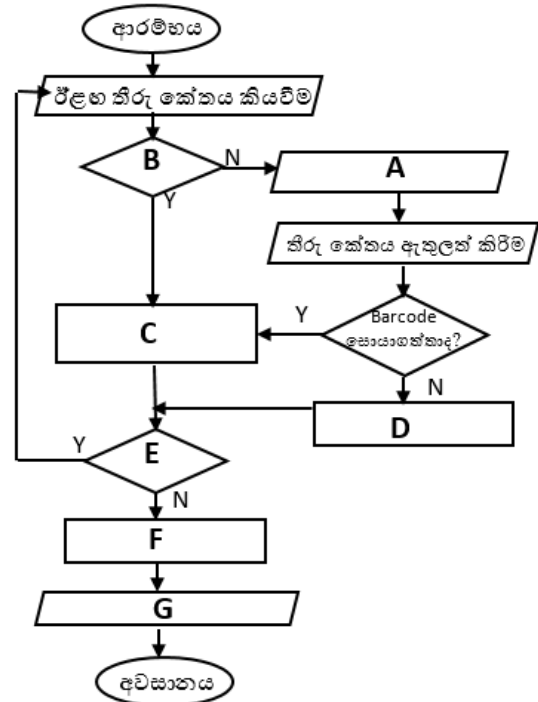 ආරම්භය
ඊළඟ තීරු කේතය කියවීම
B
N
A
Y
තීරු කේතය ඇතුලත් කිරීම
C
Y
Barcode
සොයාගත්තාද?
N
D
Y
E
N
F
G
අවසානය